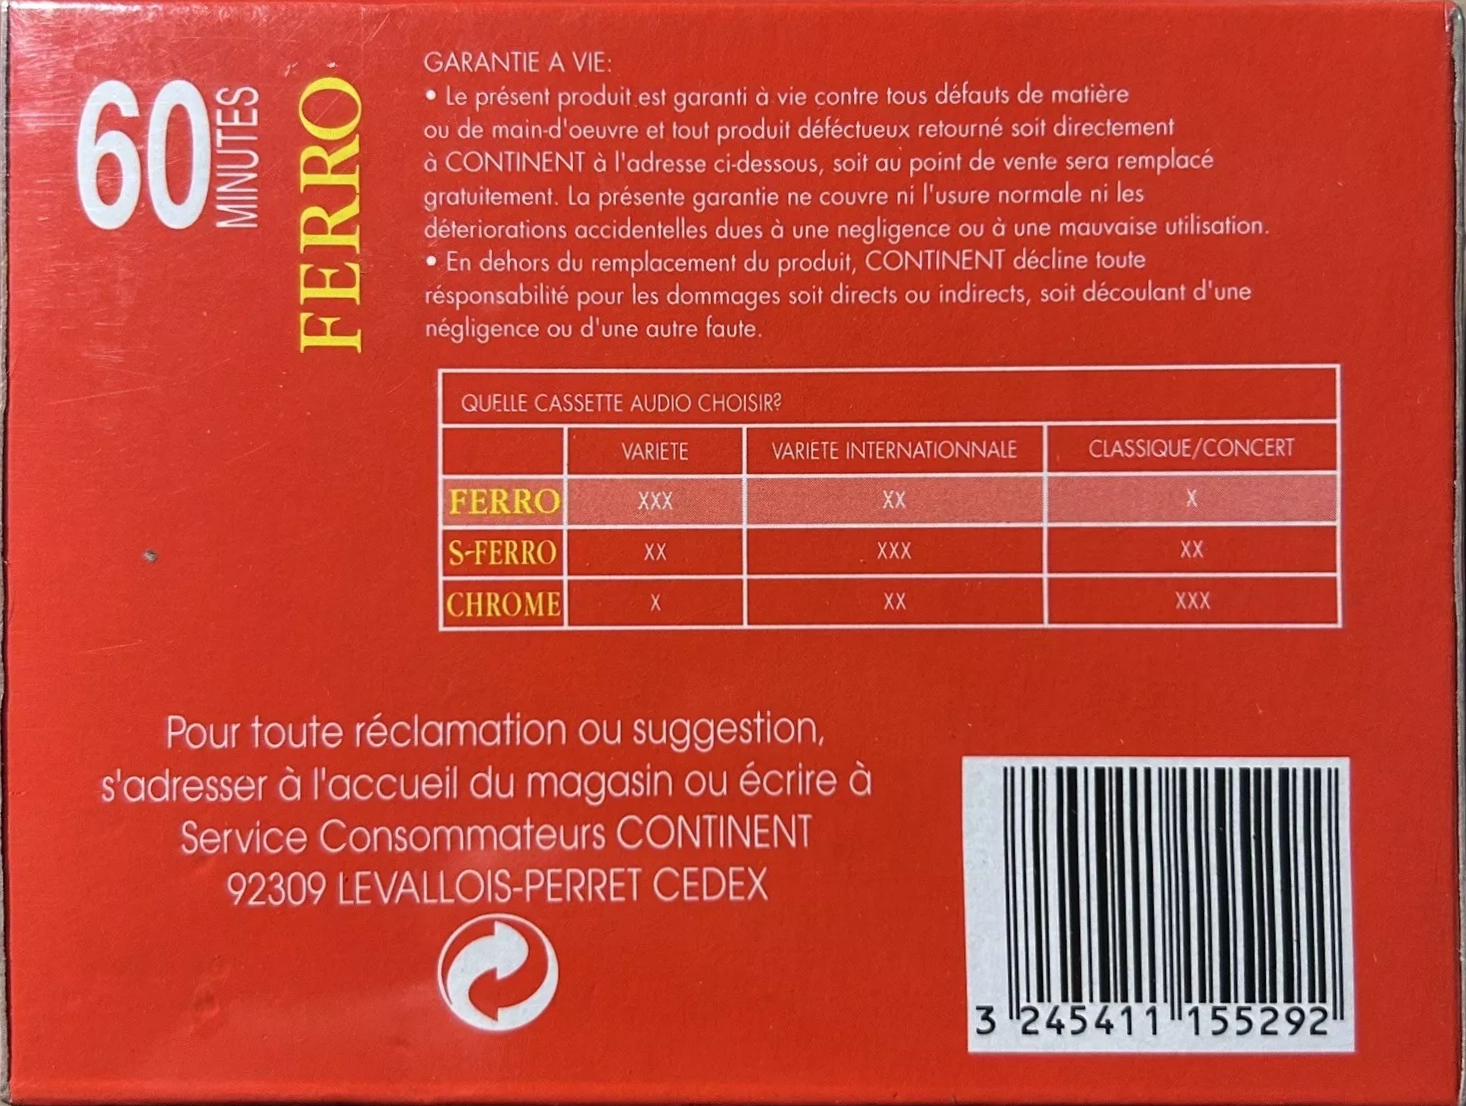 60
MINUTES
FERRO
GARANTIE A VIE:
• Le présent produit est garanti à vie contre tous défauts de matière
ou de main-d'oeuvre et tout produit déféctueux retourné soit directement
à CONTINENT à l'adresse ci-dessous, soit au point de vente sera remplacé
gratuitement. La présente garantie ne couvre ni l'usure normale ni les
déteriorations accidentelles dues à une negligence ou à une mauvaise utilisation.
• En dehors du remplacement du produit, CONTINENT décline toute
résponsabilité pour les dommages soit directs ou indirects, soit découlant d'une
négligence ou d'une autre faute.
QUELLE CASSETTE AUDIO CHOISIR?
VARIETE VARIETE INTERNATIONNALE CLASSIQUE/CONCERT
FERRO XXX XX X
S-FERRO XX XXX XX
CHROME X XX XXX
Pour toute réclamation ou suggestion,
s'adresser à l'accueil du magasin ou écrire à
Service Consommateurs CONTINENT
92309 LEVALLOIS-PERRET CEDEX
3 245411 155292